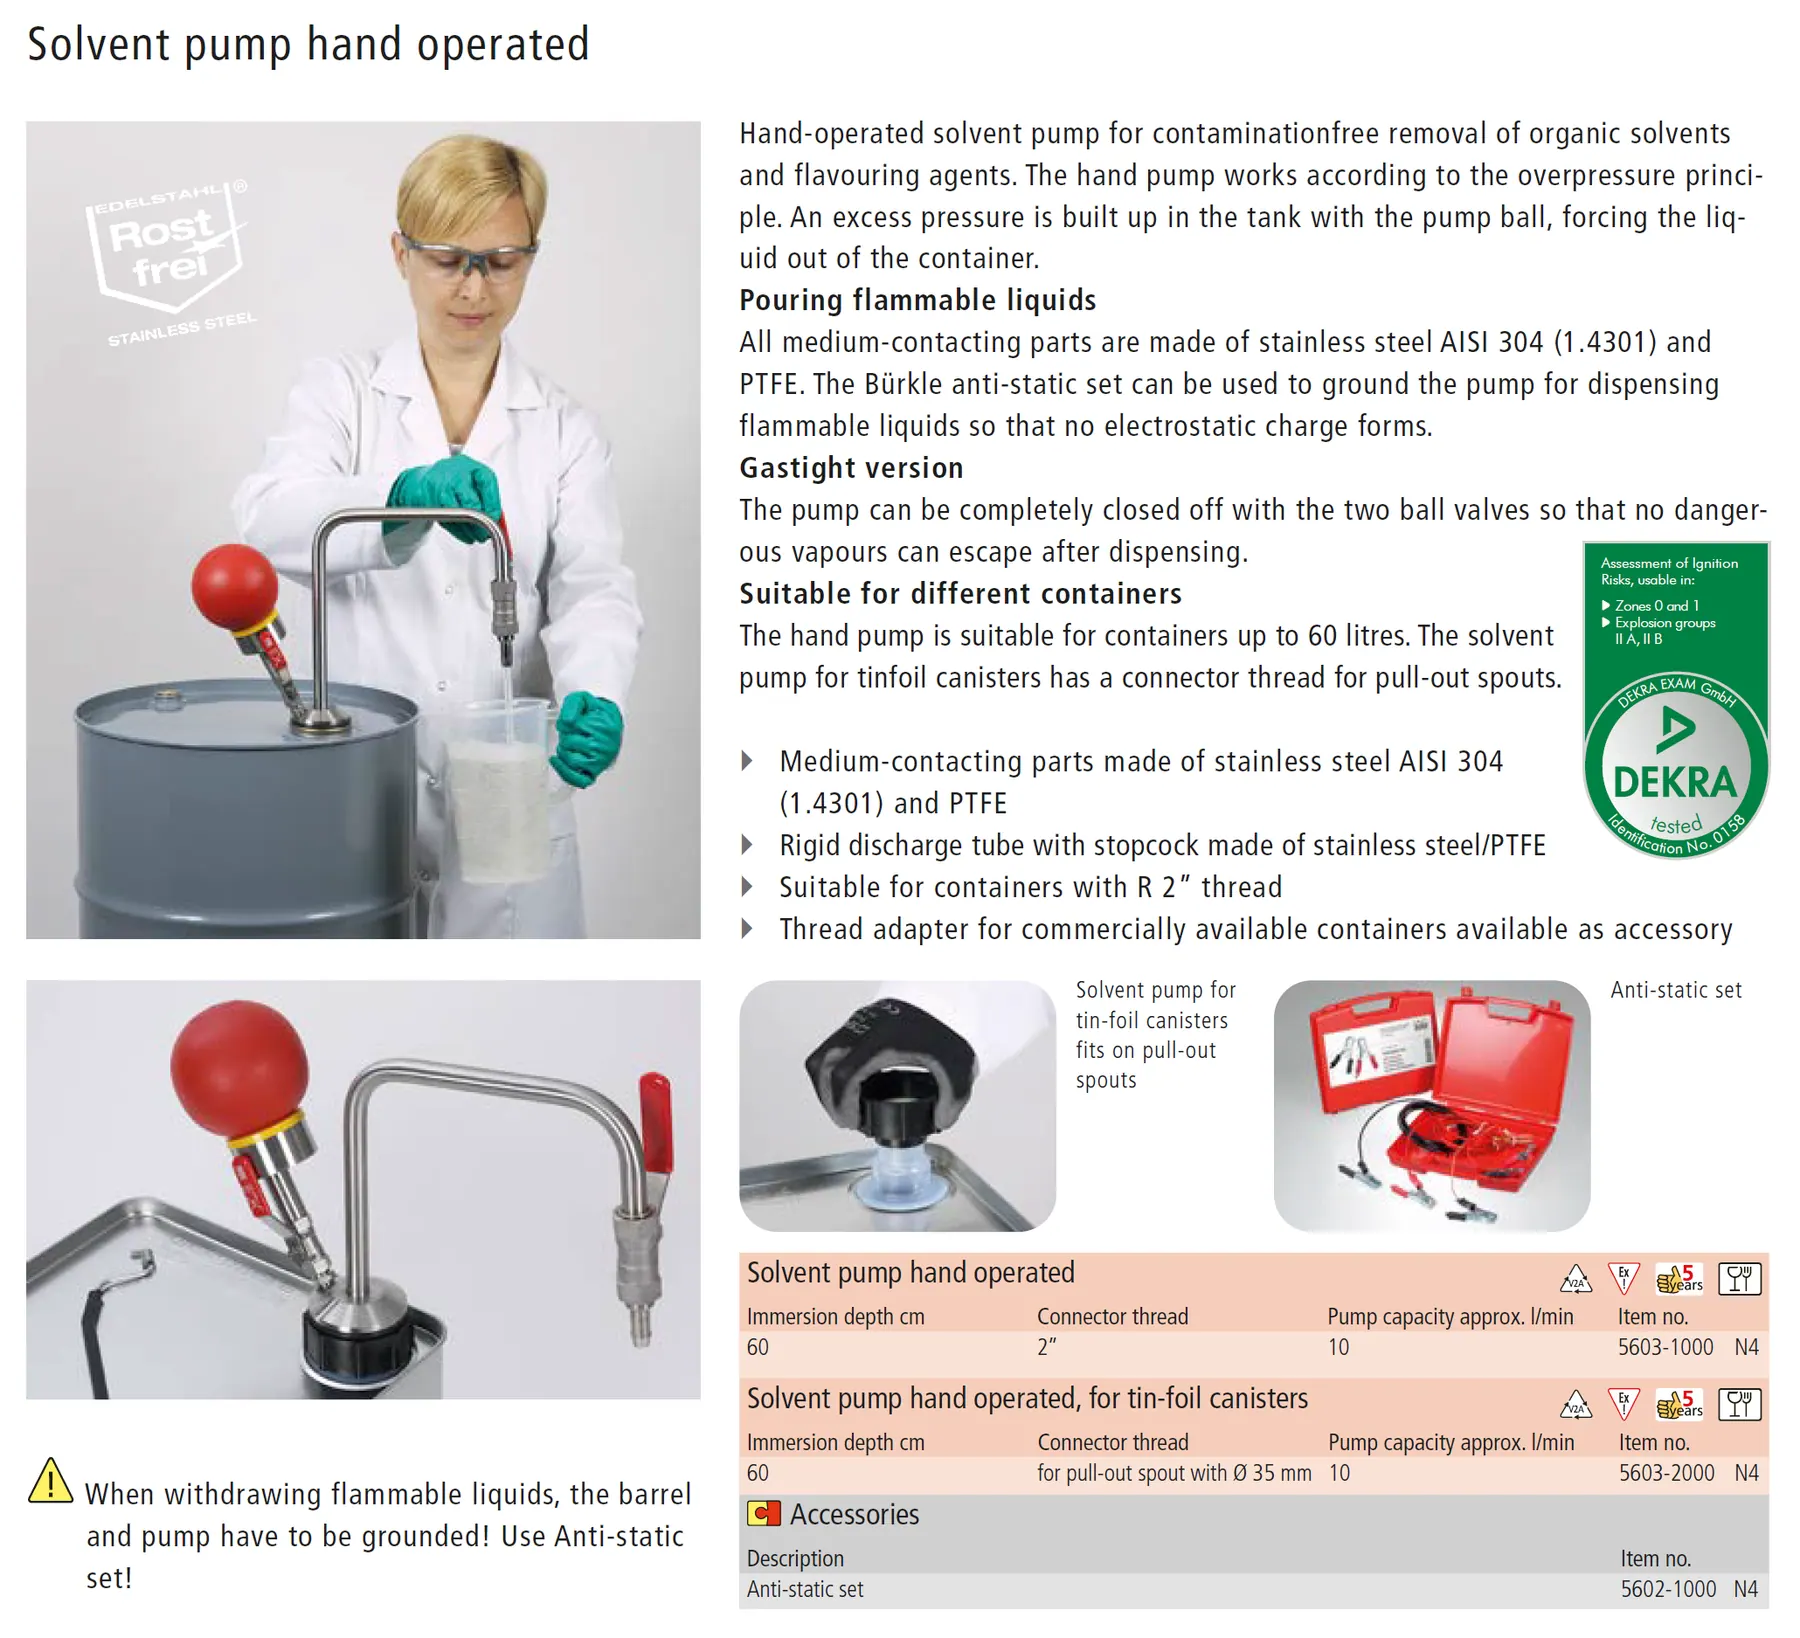 Solvent pump hand operated
EDELSTAHL®
Rost
frei
STAINLESS STEEL
Hand-operated solvent pump for contaminationfree removal of organic solvents
and flavouring agents. The hand pump works according to the overpressure princi-
ple. An excess pressure is built up in the tank with the pump ball, forcing the liq-
uid out of the container.
Pouring flammable liquids
All medium-contacting parts are made of stainless steel AISI 304 (1.4301) and
PTFE. The Bürkle anti-static set can be used to ground the pump for dispensing
flammable liquids so that no electrostatic charge forms.
Gastight version
The pump can be completely closed off with the two ball valves so that no danger-
ous vapours can escape after dispensing.
Suitable for different containers
The hand pump is suitable for containers up to 60 litres. The solvent
pump for tinfoil canisters has a connector thread for pull-out spouts.
Assessment of Ignition
Risks, usable in:
Zones 0 and 1
Explosion groups
II A, II B
DEKRA EXAM GmbH
DEKRA
tested
Identification No. 0158
Medium-contacting parts made of stainless steel AISI 304
(1.4301) and PTFE
Rigid discharge tube with stopcock made of stainless steel/PTFE
Suitable for containers with R 2” thread
Thread adapter for commercially available containers available as accessory
Solvent pump for
tin-foil canisters
fits on pull-out
spouts
Anti-static set
Solvent pump hand operated
V2A
Ex
!
5
years
Immersion depth cm Connector thread Pump capacity approx. l/min Item no.
60 2” 10 5603-1000 N4
Solvent pump hand operated, for tin-foil canisters
V2A
Ex
!
5
years
Immersion depth cm Connector thread Pump capacity approx. l/min Item no.
60 for pull-out spout with Ø 35 mm 10 5603-2000 N4
Accessories
Description Item no.
Anti-static set 5602-1000 N4
When withdrawing flammable liquids, the barrel
and pump have to be grounded! Use Anti-static
set!